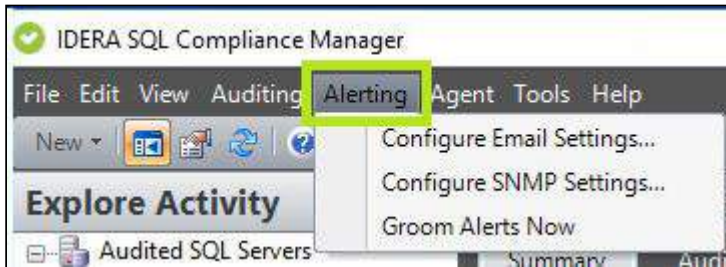 IDERA SQL Compliance Manager
File Edit View Auditing Alerting Agent Tools Help
New
Configure Email Settings...
Configure SNMP Settings...
Explore Activity
Groom Alerts Now
Audited SQL Servers
Summary